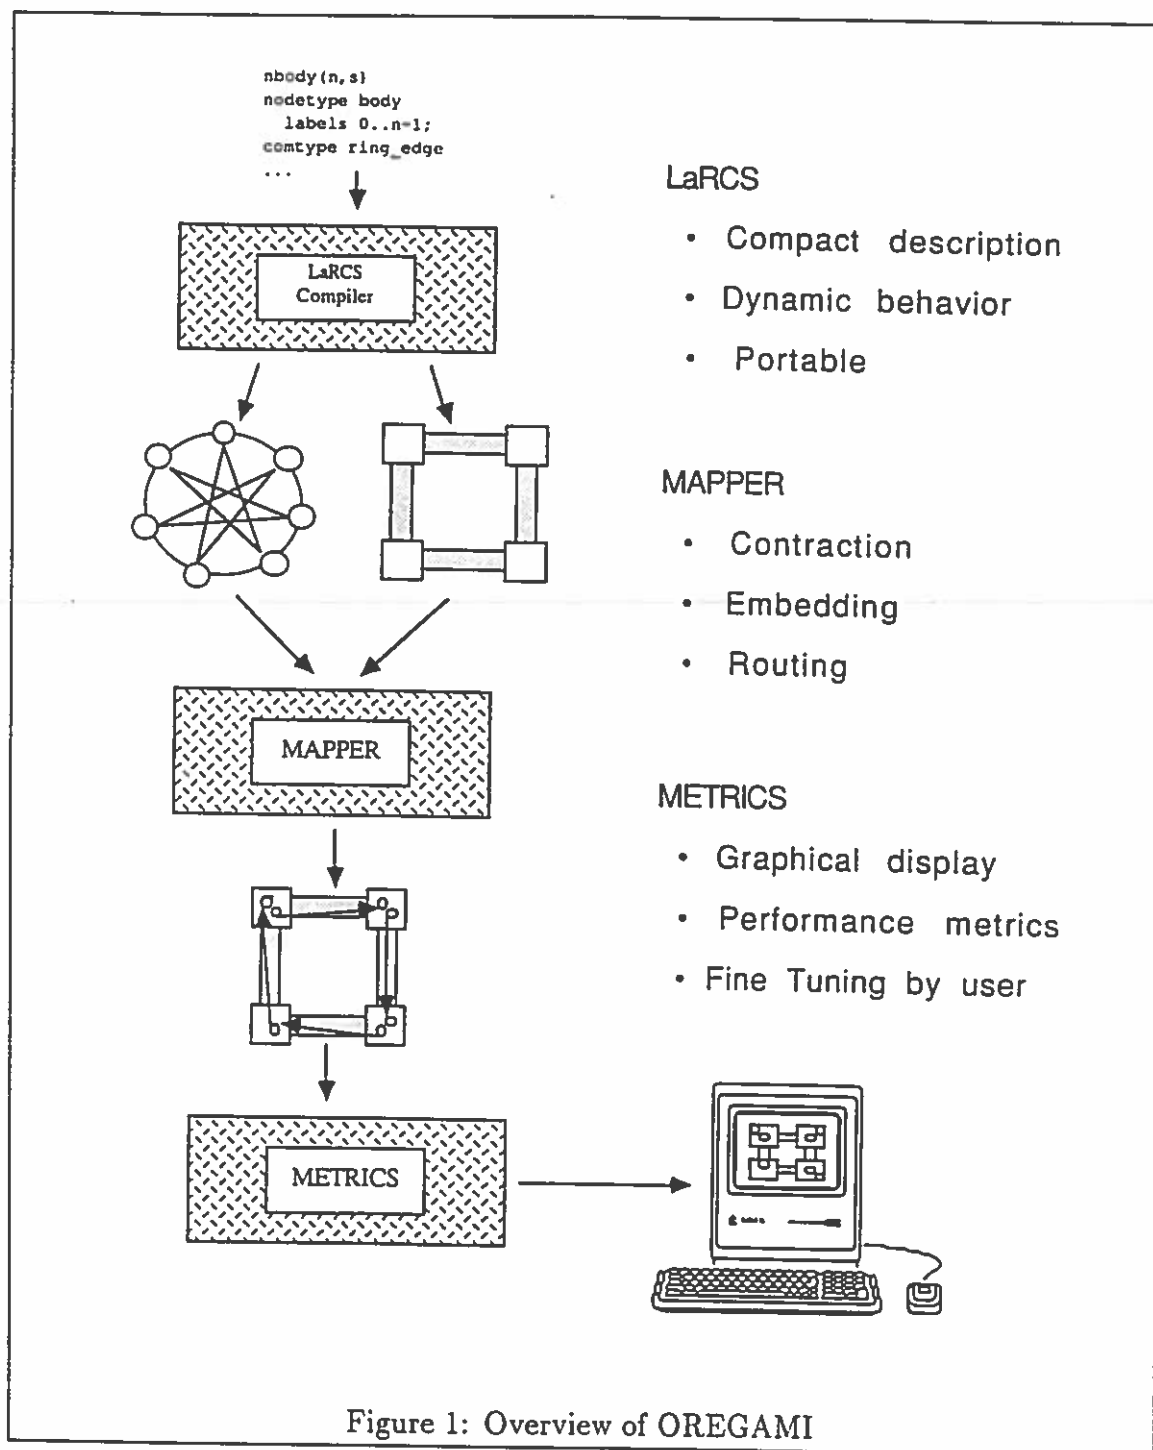 nbody(n,s)
nodetype body
labels 0..n-1;
comtype ring_edge
...
LaRCS
Compiler
MAPPER
METRICS
LaRCS
• Compact description
• Dynamic behavior
• Portable
MAPPER
• Contraction
• Embedding
• Routing
METRICS
• Graphical display
• Performance metrics
• Fine Tuning by user
Figure 1: Overview of OREGAMI